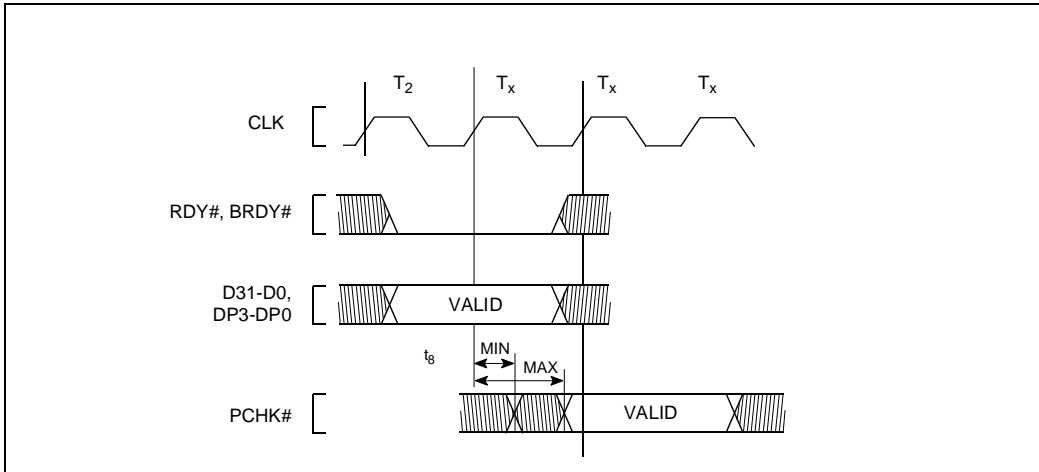 T2 Tx Tx Tx
CLK
RDY#, BRDY#
D31-D0,
DP3-DP0
VALID
t8 MIN
MAX
PCHK#
VALID